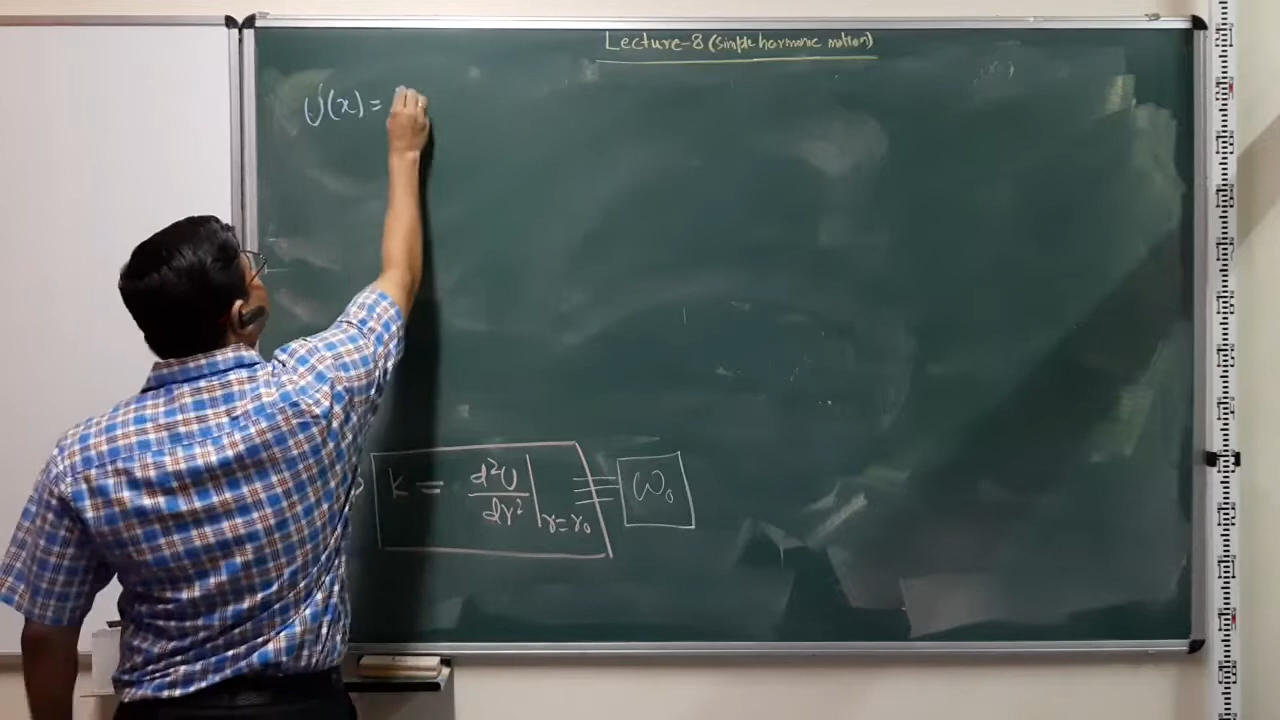 Lecture-8 (Simple harmonic motion)
U(x) =
K = d²U/dr² |r=r₀ ≡ ω₀